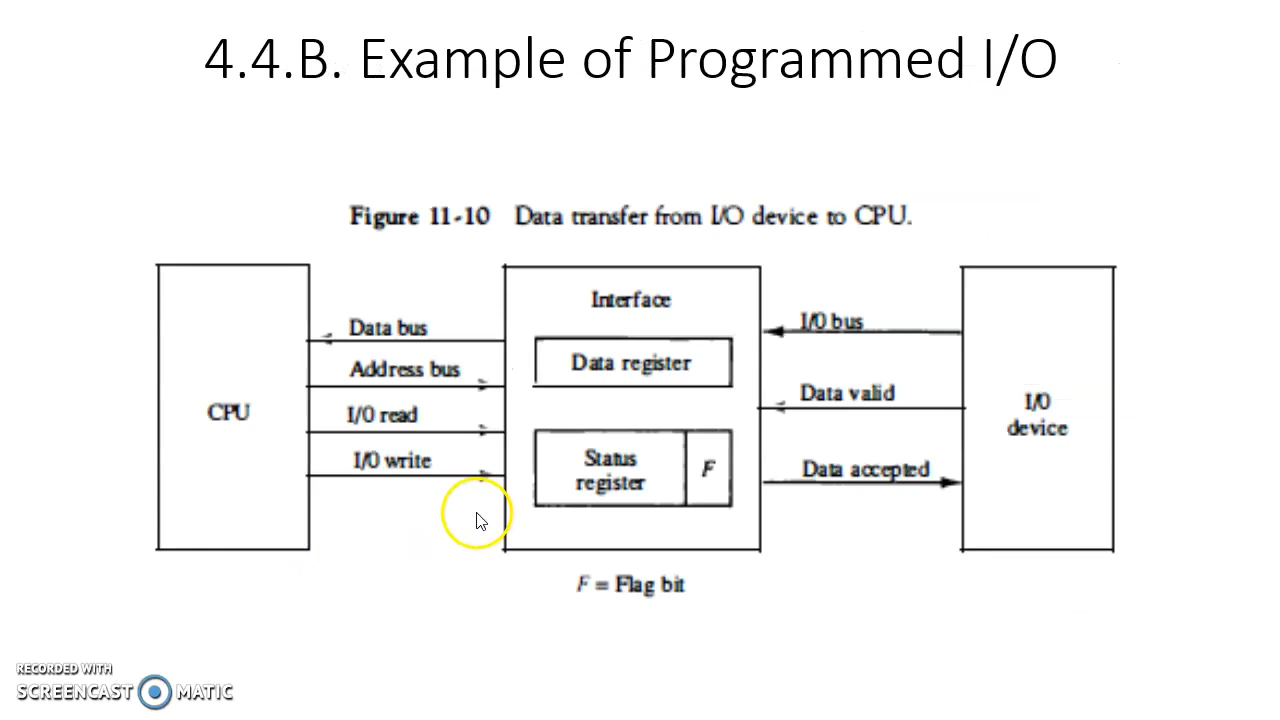 4.4.B. Example of Programmed I/O
Figure 11-10 Data transfer from I/O device to CPU.
Interface
Data bus
I/O bus
Data register
Address bus
Data valid
CPU
I/O read
I/O
device
I/O write
Status
register
F
Data accepted
F = Flag bit
RECORDED WITH
SCREENCAST MATIC